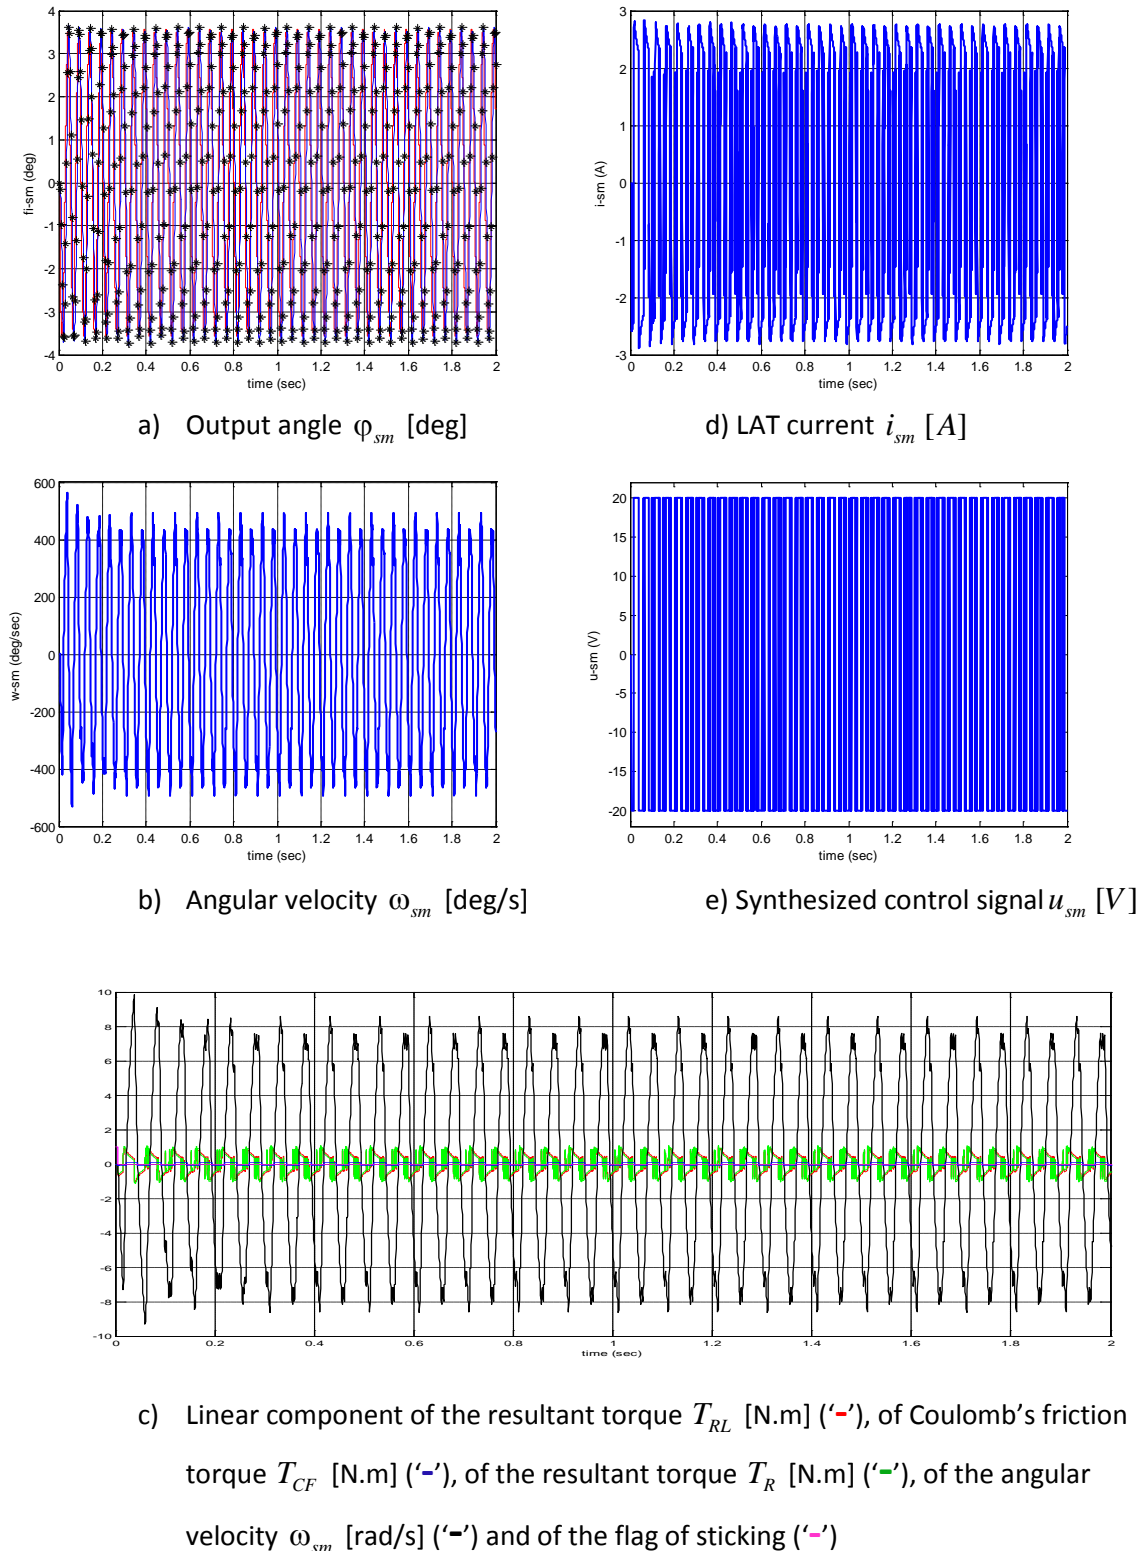 4
3
2
1
0
-1
-2
-3
-4
fi-sm (deg)
0 0.2 0.4 0.6 0.8 1 1.2 1.4 1.6 1.8 2
time (sec)
a) Output angle φsm [deg]
3
2
1
0
-1
-2
-3
i-sm (A)
0 0.2 0.4 0.6 0.8 1 1.2 1.4 1.6 1.8 2
time (sec)
d) LAT current ism [A]
600
400
200
0
-200
-400
-600
w-sm (deg/sec)
0 0.2 0.4 0.6 0.8 1 1.2 1.4 1.6 1.8 2
time (sec)
b) Angular velocity ωsm [deg/s]
20
15
10
5
0
-5
-10
-15
-20
u-sm (V)
0 0.2 0.4 0.6 0.8 1 1.2 1.4 1.6 1.8 2
time (sec)
e) Synthesized control signal usm [V]
10
8
6
4
2
0
-2
-4
-6
-8
-10
0 0.2 0.4 0.6 0.8 1 1.2 1.4 1.6 1.8 2
time (sec)
c) Linear component of the resultant torque TRL [N.m] (‘-’), of Coulomb’s friction
torque TCF [N.m] (‘-’), of the resultant torque TR [N.m] (‘-’), of the angular
velocity ωsm [rad/s] (‘-’) and of the flag of sticking (‘-’)